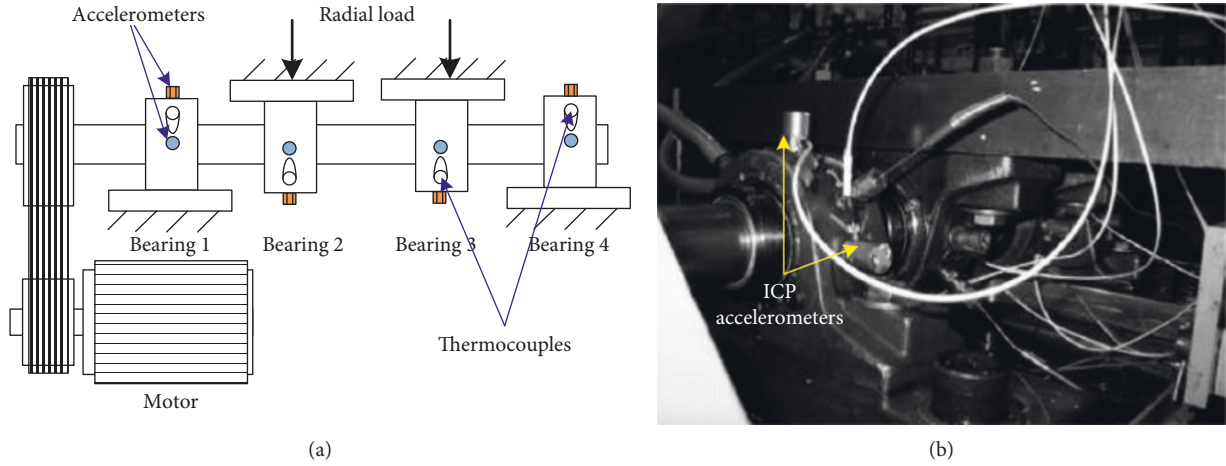 Accelerometers
Radial load
Bearing 1
Bearing 2
Bearing 3
Bearing 4
Thermocouples
Motor
(a)
ICP
accelerometers
(b)